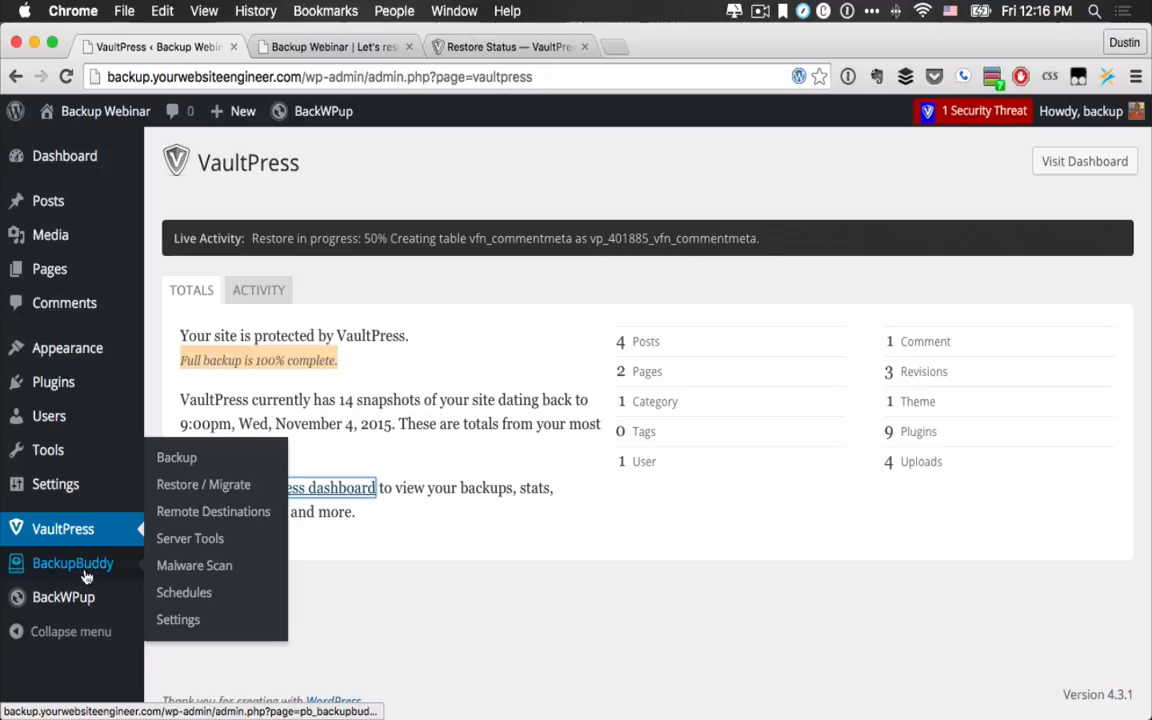 Chrome File Edit View History Bookmarks People Window Help Fri 12:16 PM
VaultPress ‹ Backup Webin Backup Webinar | Let's res Restore Status — VaultPre Dustin
backup.yourwebsiteengineer.com/wp-admin/admin.php?page=vaultpress
CSS 7
Backup Webinar 0 New BackWPup 1 Security Threat Howdy, backup
Dashboard
Posts
Media
Pages
Comments
Appearance
Plugins
Users
Tools
Settings
VaultPress
BackupBuddy
BackWPup
Collapse menu
Backup
Restore / Migrate
Remote Destinations
Server Tools
Malware Scan
Schedules
Settings
VaultPress
Visit Dashboard
Live Activity: Restore in progress: 50% Creating table vfn_commentmeta as vp_401885_vfn_commentmeta.
TOTALS ACTIVITY
Your site is protected by VaultPress.
Full backup is 100% complete.
VaultPress currently has 14 snapshots of your site dating back to
9:00pm, Wed, November 4, 2015. These are totals from your most
ess dashboard to view your backups, stats,
and more.
4 Posts
2 Pages
1 Category
0 Tags
1 User
1 Comment
3 Revisions
1 Theme
9 Plugins
4 Uploads
Thank you for creating with WordPress.
Version 4.3.1
backup.yourwebsiteengineer.com/wp-admin/admin.php?page=pb_backupbud...